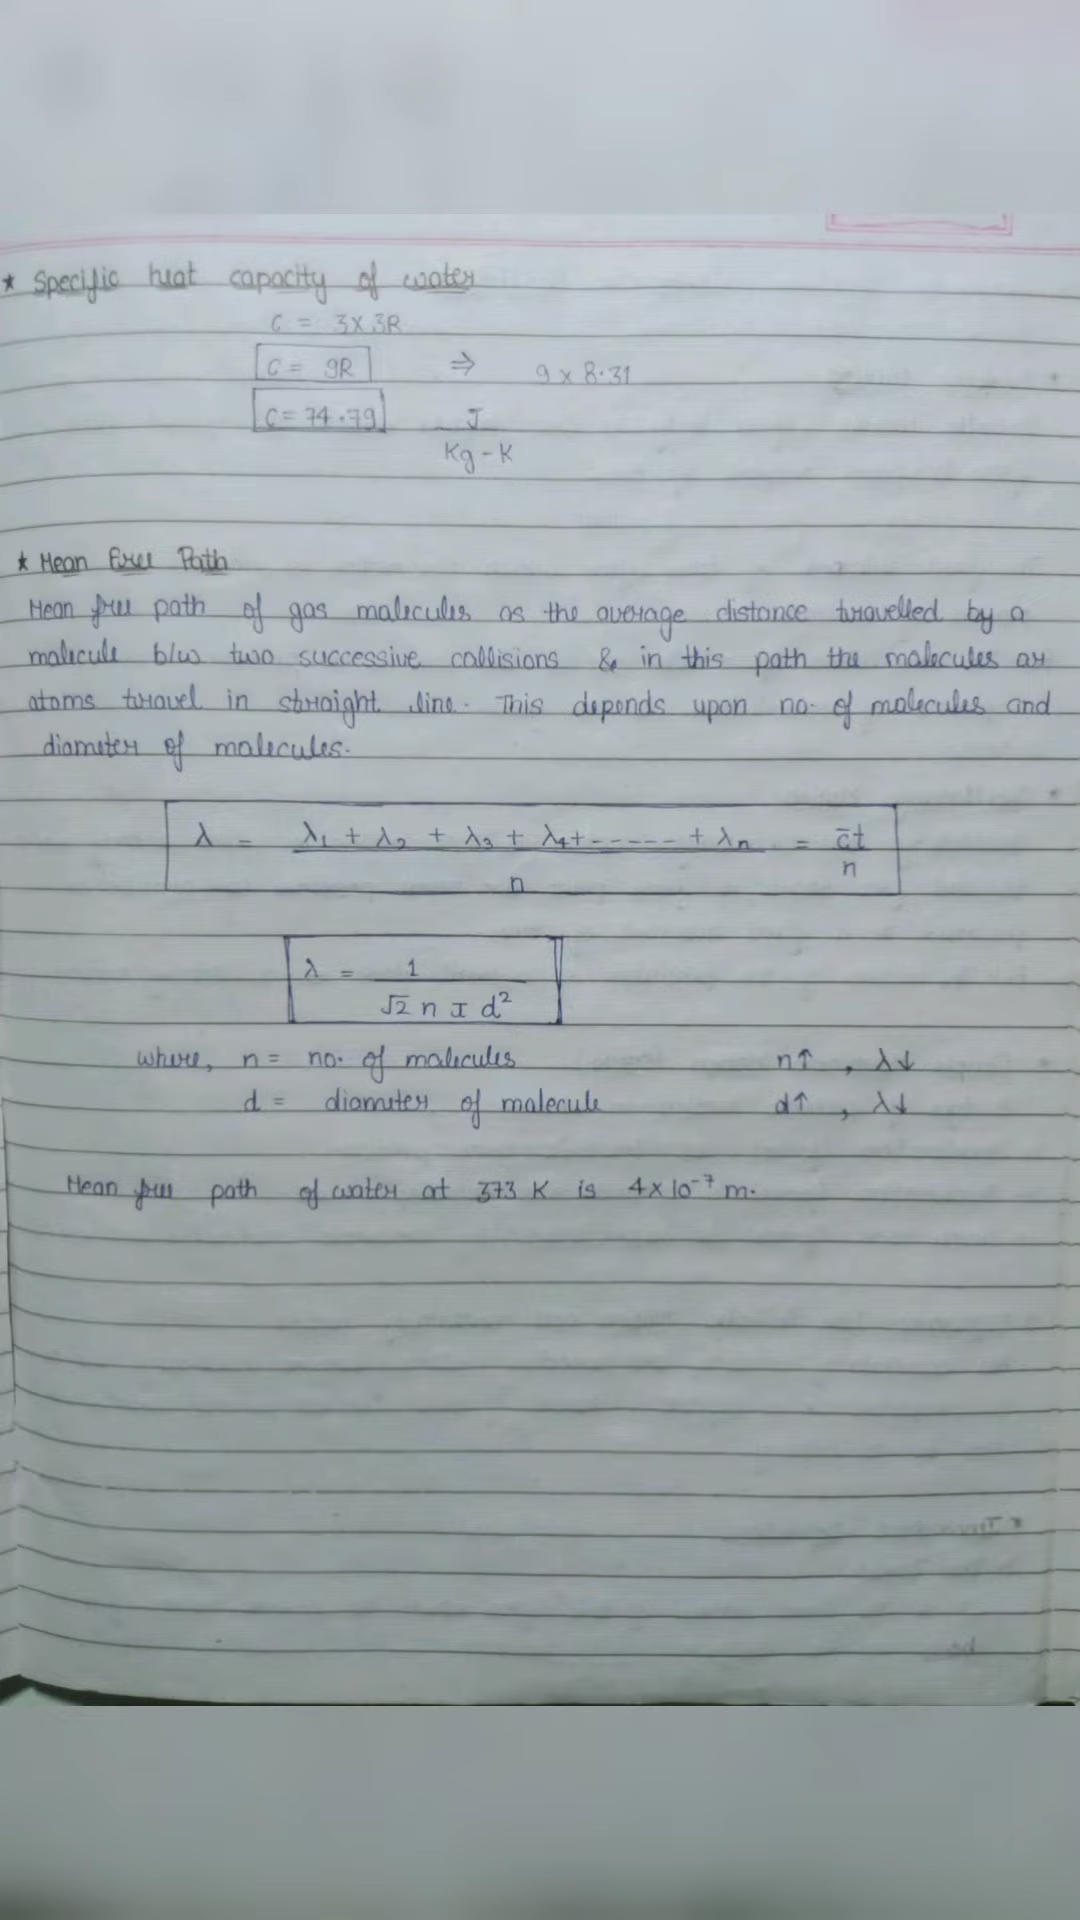 * Specific heat capacity of water
C = 3 x 3R
C = 9R ⇒ 9 x 8.31
C = 74.79 J
Kg - K
* Mean Free Path
Mean free path of gas molecules as the average distance travelled by a
molecule b/w two successive collisions & in this path the molecules or
atoms travel in straight line. This depends upon no. of molecules and
diameter of molecules.
λ = λ₁ + λ₂ + λ₃ + λ₄ + ----- + λn = c̄t
n n
λ = 1
√2 n π d²
where, n = no. of molecules n↑ , λ↓
d = diameter of molecule d↑ , λ↓
Mean free path of water at 373 K is 4 x 10⁻⁷ m.